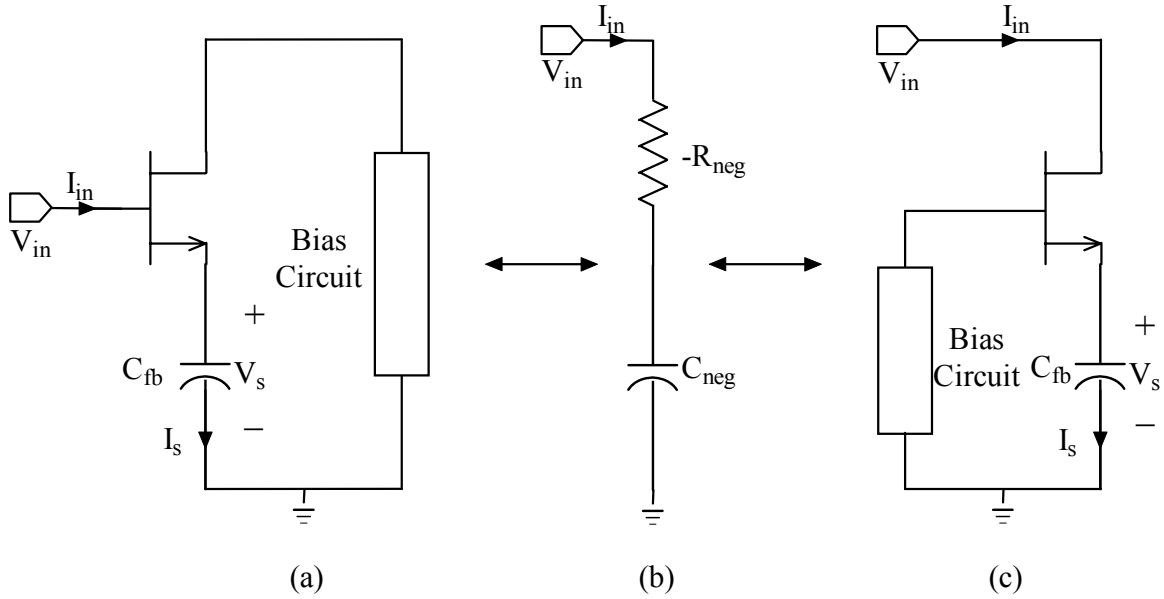 I_in
V_in
Bias
Circuit
+
C_fb
V_s
−
I_s
(a)
I_in
V_in
-R_neg
C_neg
(b)
I_in
V_in
Bias
Circuit
+
C_fb
V_s
−
I_s
(c)